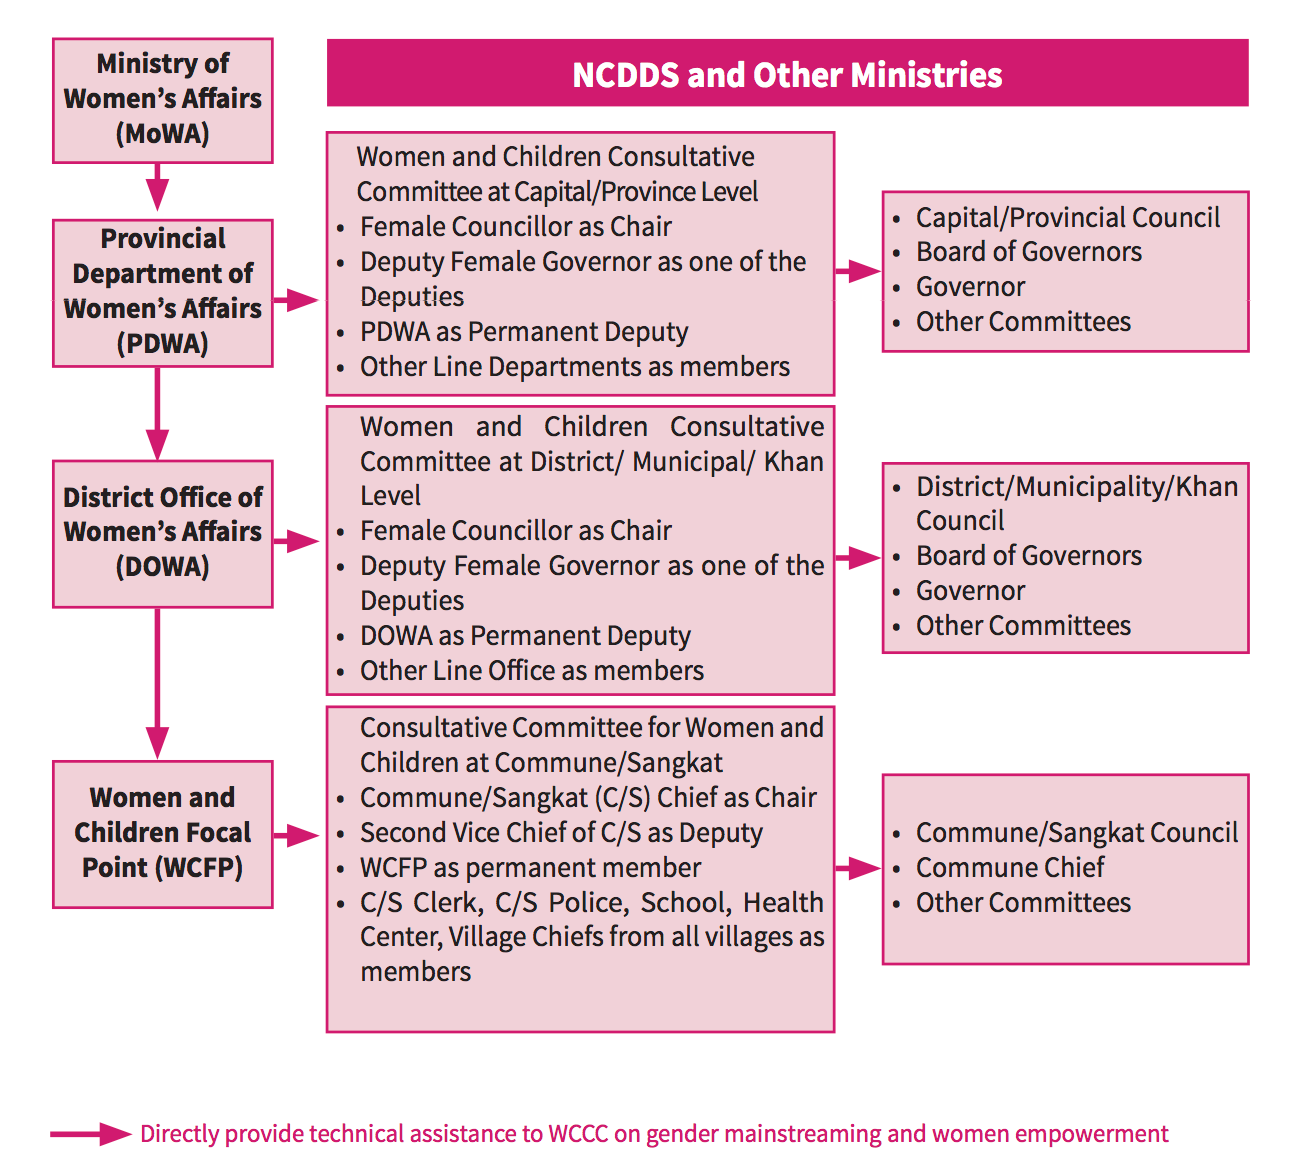 Ministry of
Women’s Affairs
(MoWA)
NCDDS and Other Ministries
Provincial
Department of
Women’s Affairs
(PDWA)
Women and Children Consultative
Committee at Capital/Province Level
• Female Councillor as Chair
• Deputy Female Governor as one of the
Deputies
• PDWA as Permanent Deputy
• Other Line Departments as members
• Capital/Provincial Council
• Board of Governors
• Governor
• Other Committees
District Office of
Women’s Affairs
(DOWA)
Women and Children Consultative
Committee at District/ Municipal/ Khan
Level
• Female Councillor as Chair
• Deputy Female Governor as one of the
Deputies
• DOWA as Permanent Deputy
• Other Line Office as members
• District/Municipality/Khan
Council
• Board of Governors
• Governor
• Other Committees
Women and
Children Focal
Point (WCFP)
Consultative Committee for Women and
Children at Commune/Sangkat
• Commune/Sangkat (C/S) Chief as Chair
• Second Vice Chief of C/S as Deputy
• WCFP as permanent member
• C/S Clerk, C/S Police, School, Health
Center, Village Chiefs from all villages as
members
• Commune/Sangkat Council
• Commune Chief
• Other Committees
Directly provide technical assistance to WCCC on gender mainstreaming and women empowerment